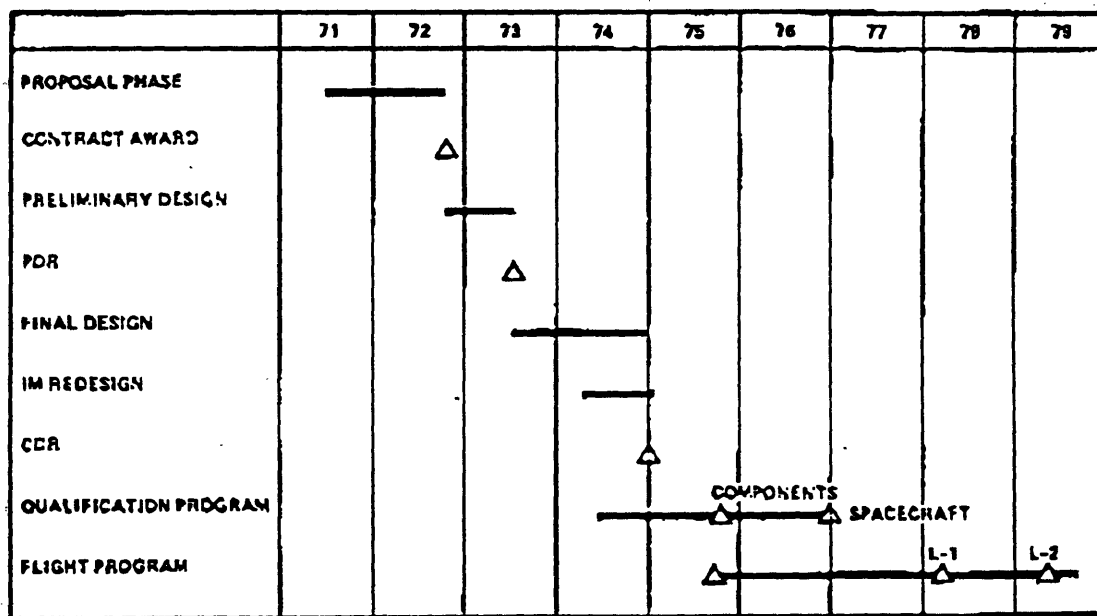 71 72 73 74 75 76 77 78 79
PROPOSAL PHASE
CONTRACT AWARD
PRELIMINARY DESIGN
PDR
FINAL DESIGN
IM REDESIGN
CDR
COMPONENTS
QUALIFICATION PROGRAM SPACECRAFT
L-1 L-2
FLIGHT PROGRAM